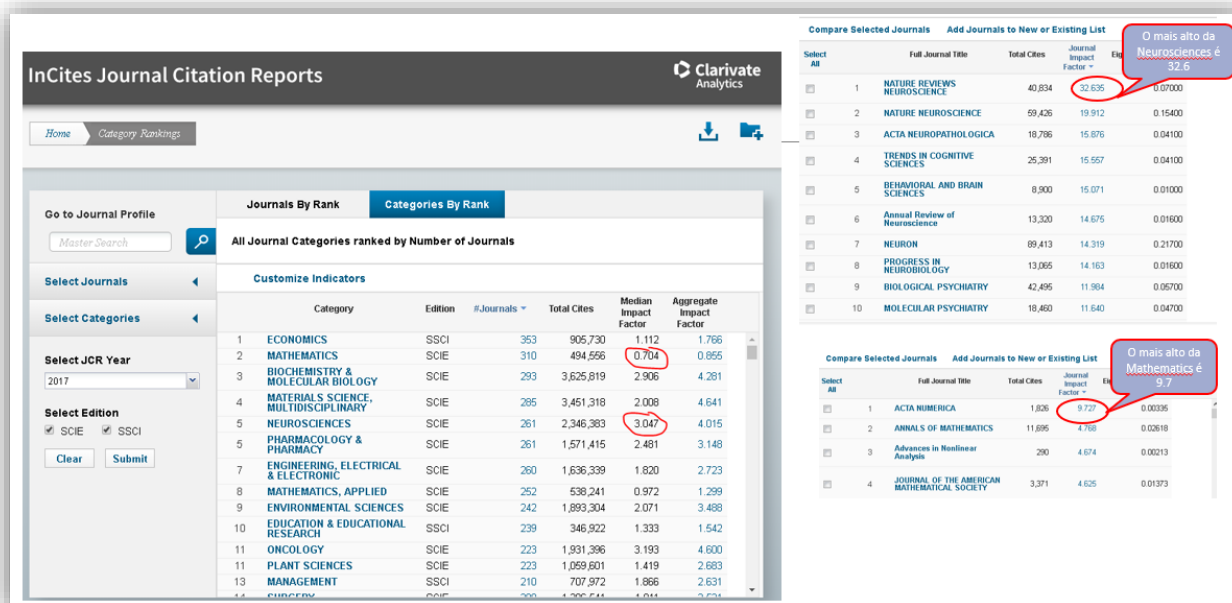 InCites Journal Citation Reports
Clarivate
Analytics
Home
Category Rankings
Go to Journal Profile
Master Search
Select Journals
Select Categories
Select JCR Year
2017
Select Edition
SCIE SSCI
Clear Submit
Journals By Rank Categories By Rank
All Journal Categories ranked by Number of Journals
Customize Indicators
Category Edition #Journals Total Cites Median Impact Factor Aggregate Impact Factor
1 ECONOMICS SSCI 353 905,730 1.112 1.766
2 MATHEMATICS SCIE 310 494,556 0.704 0.855
3 BIOCHEMISTRY & MOLECULAR BIOLOGY SCIE 293 3,625,819 2.906 4.281
4 MATERIALS SCIENCE, MULTIDISCIPLINARY SCIE 285 3,451,318 2.008 4.641
5 NEUROSCIENCES SCIE 261 2,346,383 3.047 4.015
5 PHARMACOLOGY & PHARMACY SCIE 261 1,571,415 2.481 3.148
7 ENGINEERING, ELECTRICAL & ELECTRONIC SCIE 260 1,636,339 1.820 2.723
8 MATHEMATICS, APPLIED SCIE 252 538,241 0.972 1.299
9 ENVIRONMENTAL SCIENCES SCIE 242 1,893,304 2.071 3.488
10 EDUCATION & EDUCATIONAL RESEARCH SSCI 239 346,922 1.333 1.542
11 ONCOLOGY SCIE 223 1,931,396 3.193 4.600
11 PLANT SCIENCES SCIE 223 1,059,601 1.419 2.683
13 MANAGEMENT SSCI 210 707,972 1.866 2.631
Compare Selected Journals Add Journals to New or Existing List
Select All Full Journal Title Total Cites Journal Impact Factor
O mais alto da
Neurosciences é
32.6
1 NATURE REVIEWS NEUROSCIENCE 40,834 32.635 0.07000
2 NATURE NEUROSCIENCE 59,426 19.912 0.15400
3 ACTA NEUROPATHOLOGICA 18,786 15.876 0.04100
4 TRENDS IN COGNITIVE SCIENCES 25,391 15.557 0.04100
5 BEHAVIORAL AND BRAIN SCIENCES 8,900 15.071 0.01000
6 Annual Review of Neuroscience 13,320 14.675 0.01600
7 NEURON 89,413 14.319 0.21700
8 PROGRESS IN NEUROBIOLOGY 13,065 14.163 0.01600
9 BIOLOGICAL PSYCHIATRY 42,495 11.984 0.05700
10 MOLECULAR PSYCHIATRY 18,460 11.640 0.04700
Compare Selected Journals Add Journals to New or Existing List
Select All Full Journal Title Total Cites Journal Impact Factor
O mais alto da
Mathematics é
9.7
1 ACTA NUMERICA 1,826 9.727 0.00335
2 ANNALS OF MATHEMATICS 11,695 4.768 0.02618
3 Advances in Nonlinear Analysis 290 4.674 0.00213
4 JOURNAL OF THE AMERICAN MATHEMATICAL SOCIETY 3,371 4.625 0.01373